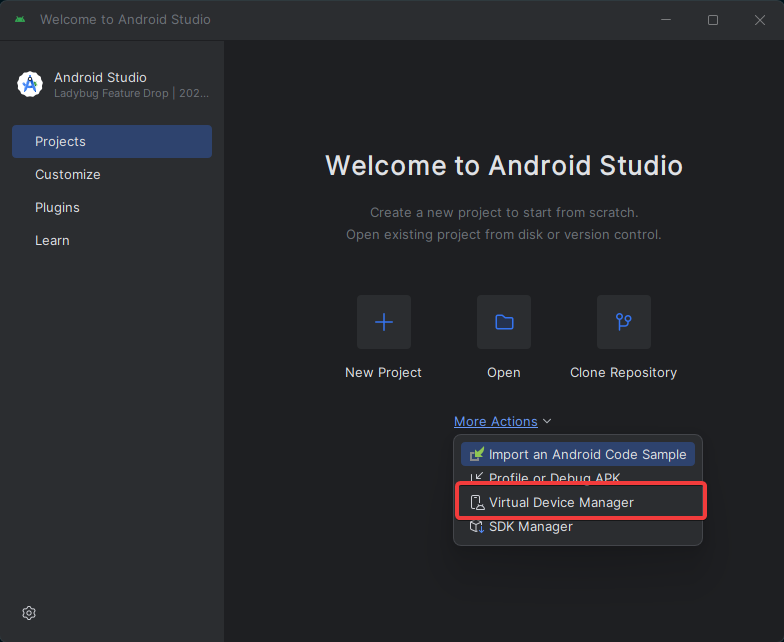 Welcome to Android Studio
Android Studio
Ladybug Feature Drop | 202...
Projects
Customize
Plugins
Learn
Welcome to Android Studio
Create a new project to start from scratch.
Open existing project from disk or version control.
New Project
Open
Clone Repository
More Actions
Import an Android Code Sample
Profile or Debug APK
Virtual Device Manager
SDK Manager